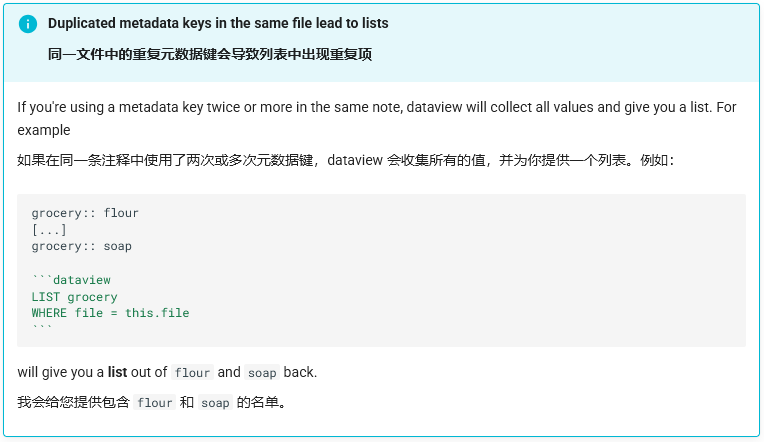 Duplicated metadata keys in the same file lead to lists
同一文件中的重复元数据键会导致列表中出现重复项
If you're using a metadata key twice or more in the same note, dataview will collect all values and give you a list. For
example
如果在同一条注释中使用了两次或多次元数据键，dataview 会收集所有的值，并为你提供一个列表。例如：
grocery:: flour
[...]
grocery:: soap
```dataview
LIST grocery
WHERE file = this.file
```
will give you a list out of flour and soap back.
我会给您提供包含 flour 和 soap 的名单。